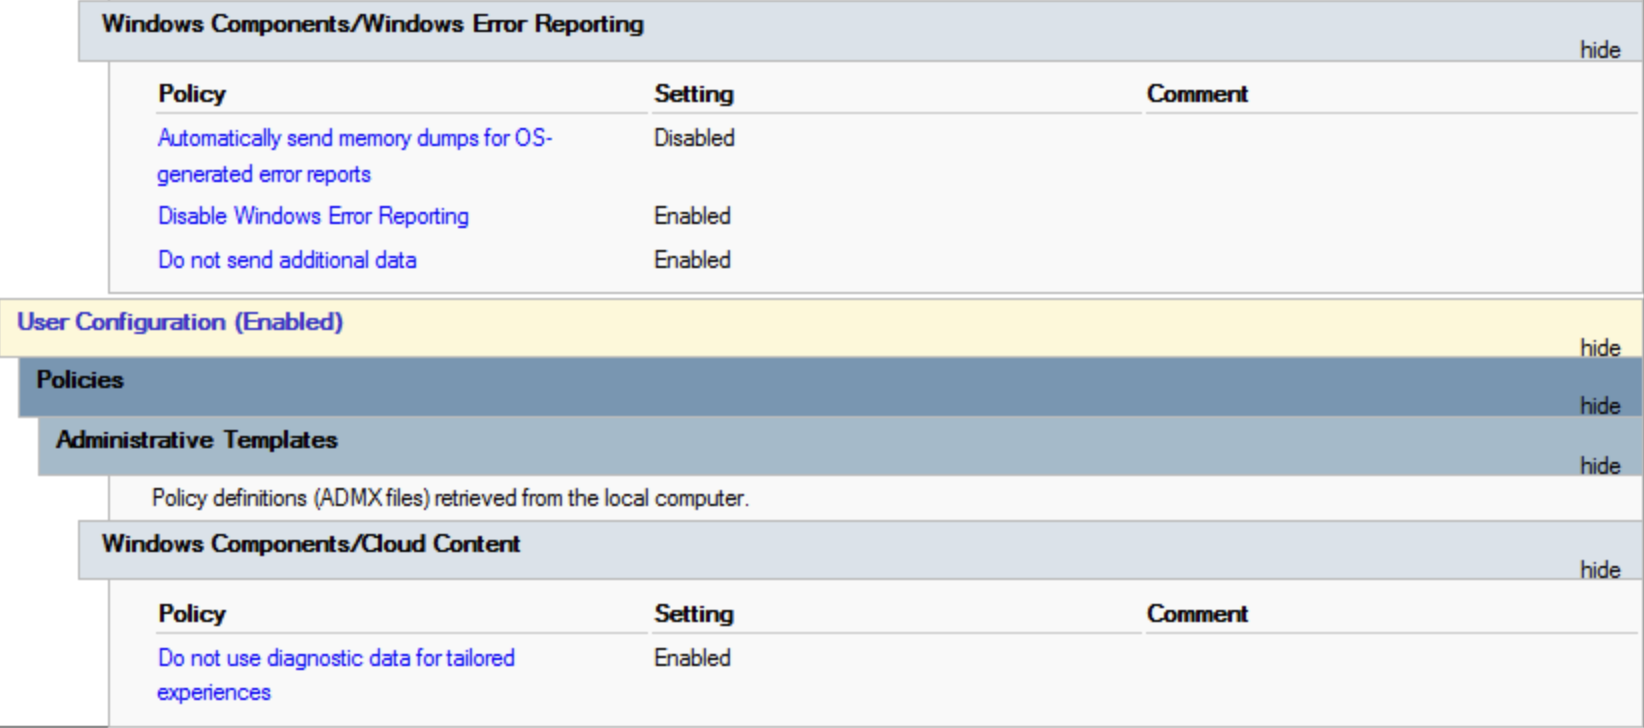 Windows Components/Windows Error Reporting
hide
Policy Setting Comment
Automatically send memory dumps for OS- Disabled
generated error reports
Disable Windows Error Reporting Enabled
Do not send additional data Enabled
User Configuration (Enabled)
hide
Policies
hide
Administrative Templates
hide
Policy definitions (ADMX files) retrieved from the local computer.
Windows Components/Cloud Content
hide
Policy Setting Comment
Do not use diagnostic data for tailored Enabled
experiences